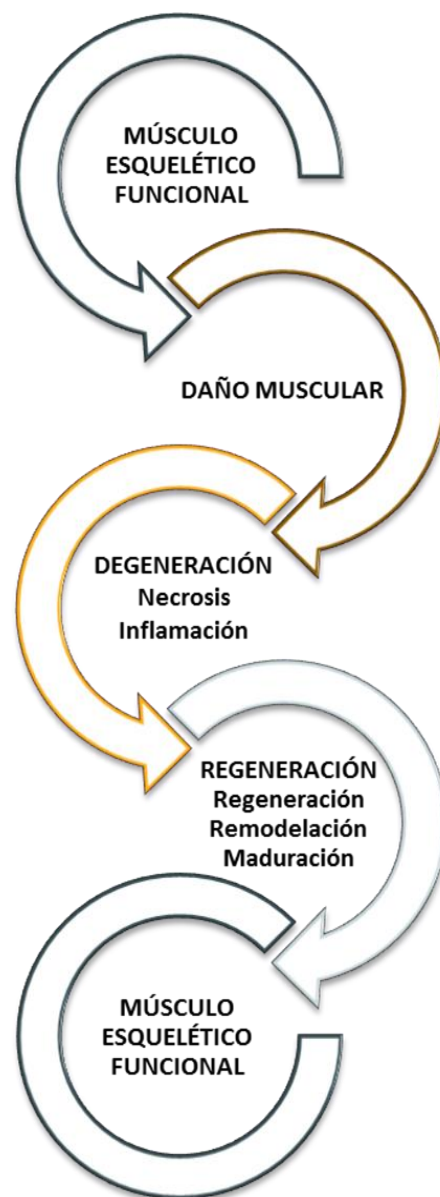 MÚSCULO
ESQUELÉTICO
FUNCIONAL
DAÑO MUSCULAR
DEGENERACIÓN
Necrosis
Inflamación
REGENERACIÓN
Regeneración
Remodelación
Maduración
MÚSCULO
ESQUELÉTICO
FUNCIONAL